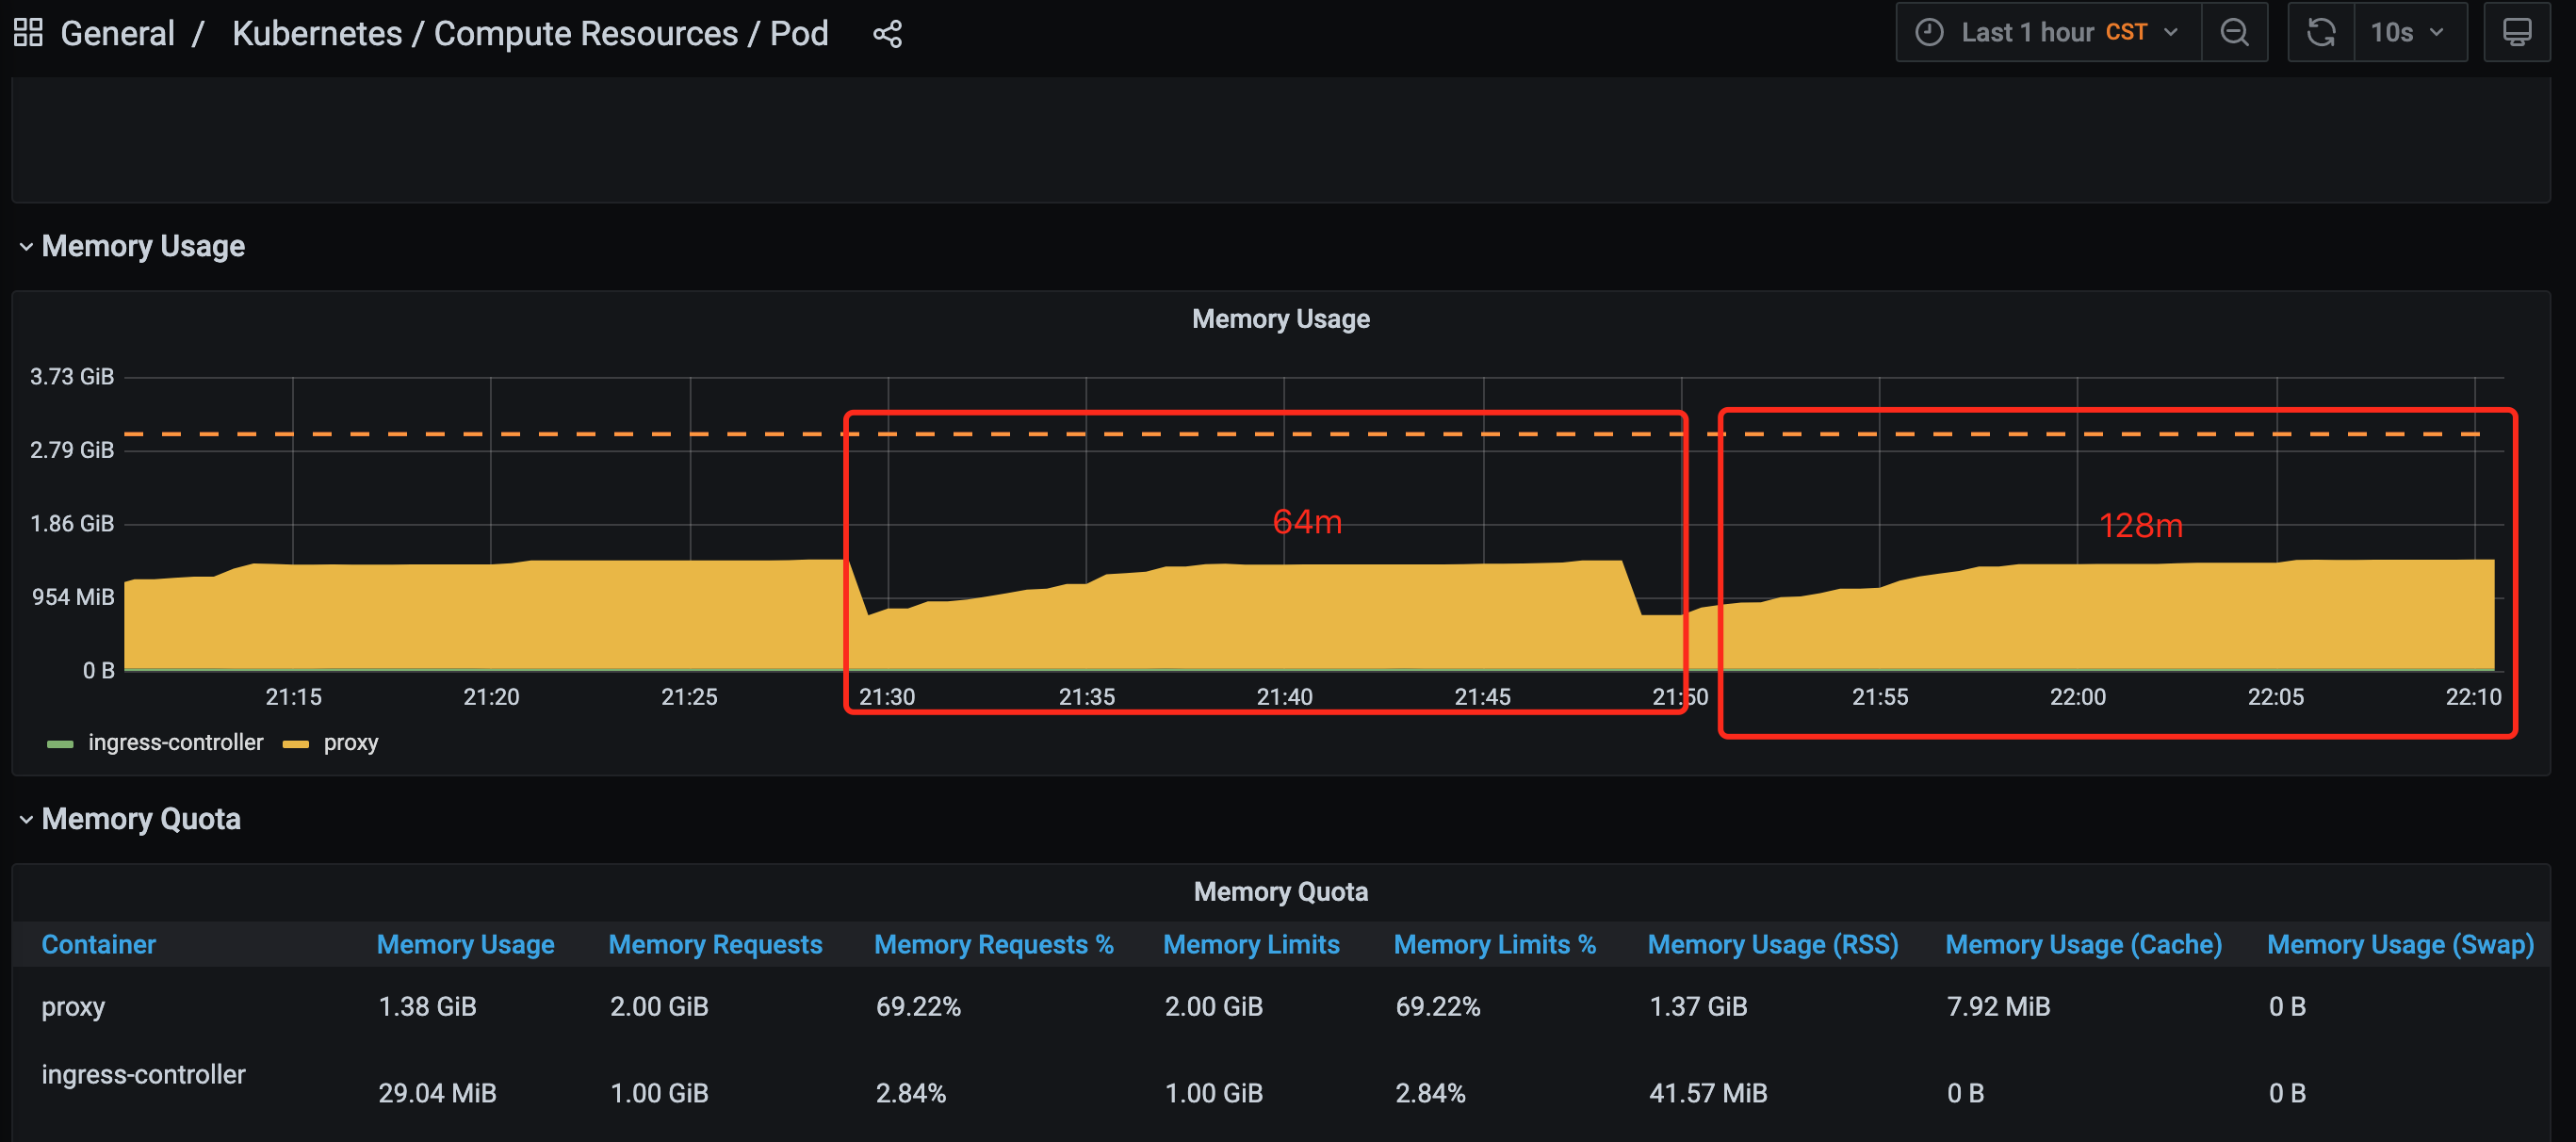 General / Kubernetes / Compute Resources / Pod Last 1 hour CST 10s
Memory Usage
Memory Usage
3.73 GiB
2.79 GiB
1.86 GiB
954 MiB
0 B
64m
128m
21:15 21:20 21:25 21:30 21:35 21:40 21:45 21:50 21:55 22:00 22:05 22:10
ingress-controller proxy
Memory Quota
Memory Quota
Container Memory Usage Memory Requests Memory Requests % Memory Limits Memory Limits % Memory Usage (RSS) Memory Usage (Cache) Memory Usage (Swap)
proxy 1.38 GiB 2.00 GiB 69.22% 2.00 GiB 69.22% 1.37 GiB 7.92 MiB 0 B
ingress-controller 29.04 MiB 1.00 GiB 2.84% 1.00 GiB 2.84% 41.57 MiB 0 B 0 B